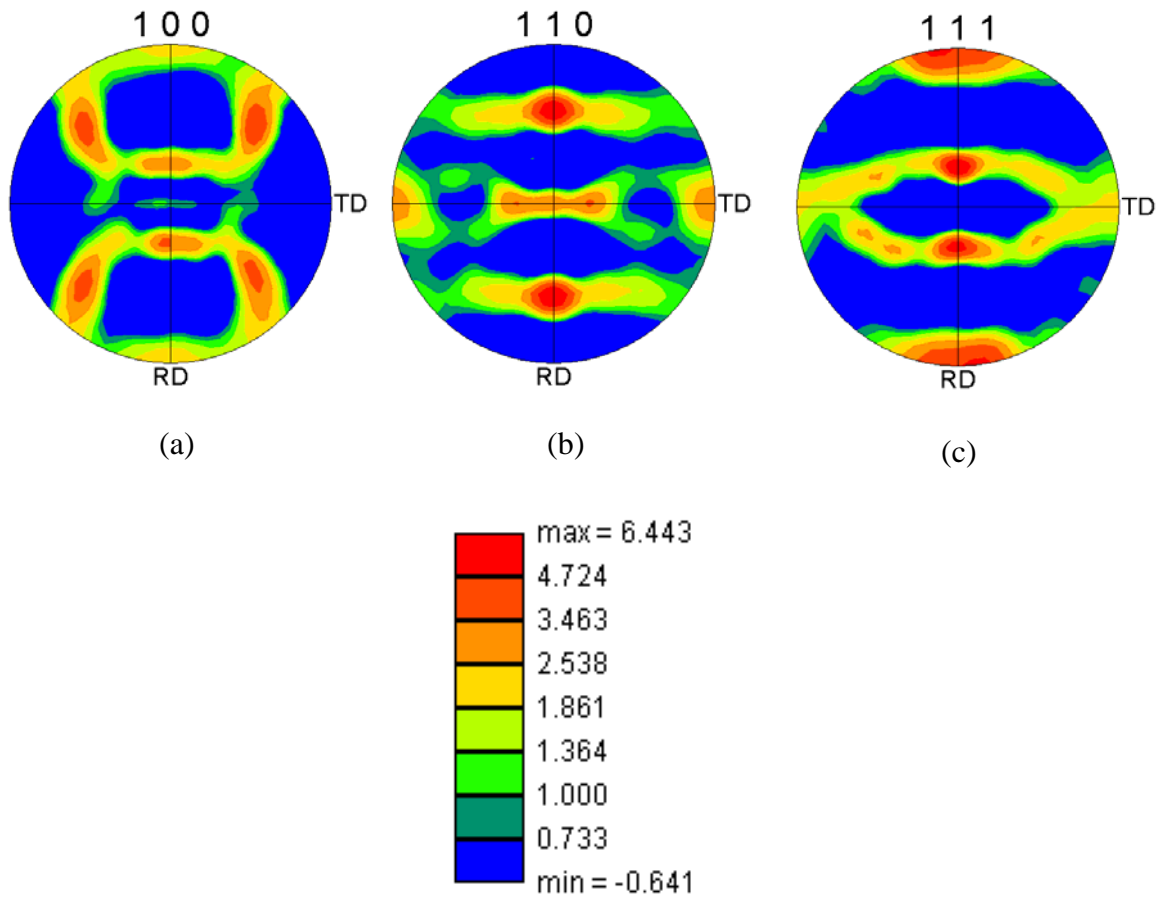 1 0 0
1 1 0
1 1 1
TD
TD
TD
RD
RD
RD
(a)
(b)
(c)
max = 6.443
4.724
3.463
2.538
1.861
1.364
1.000
0.733
min = -0.641